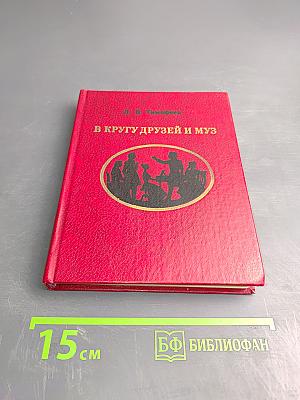 Л. В. Тимофеев
В КРУГУ ДРУЗЕЙ И МУЗ
15 см
БФ БИБЛИОФАН